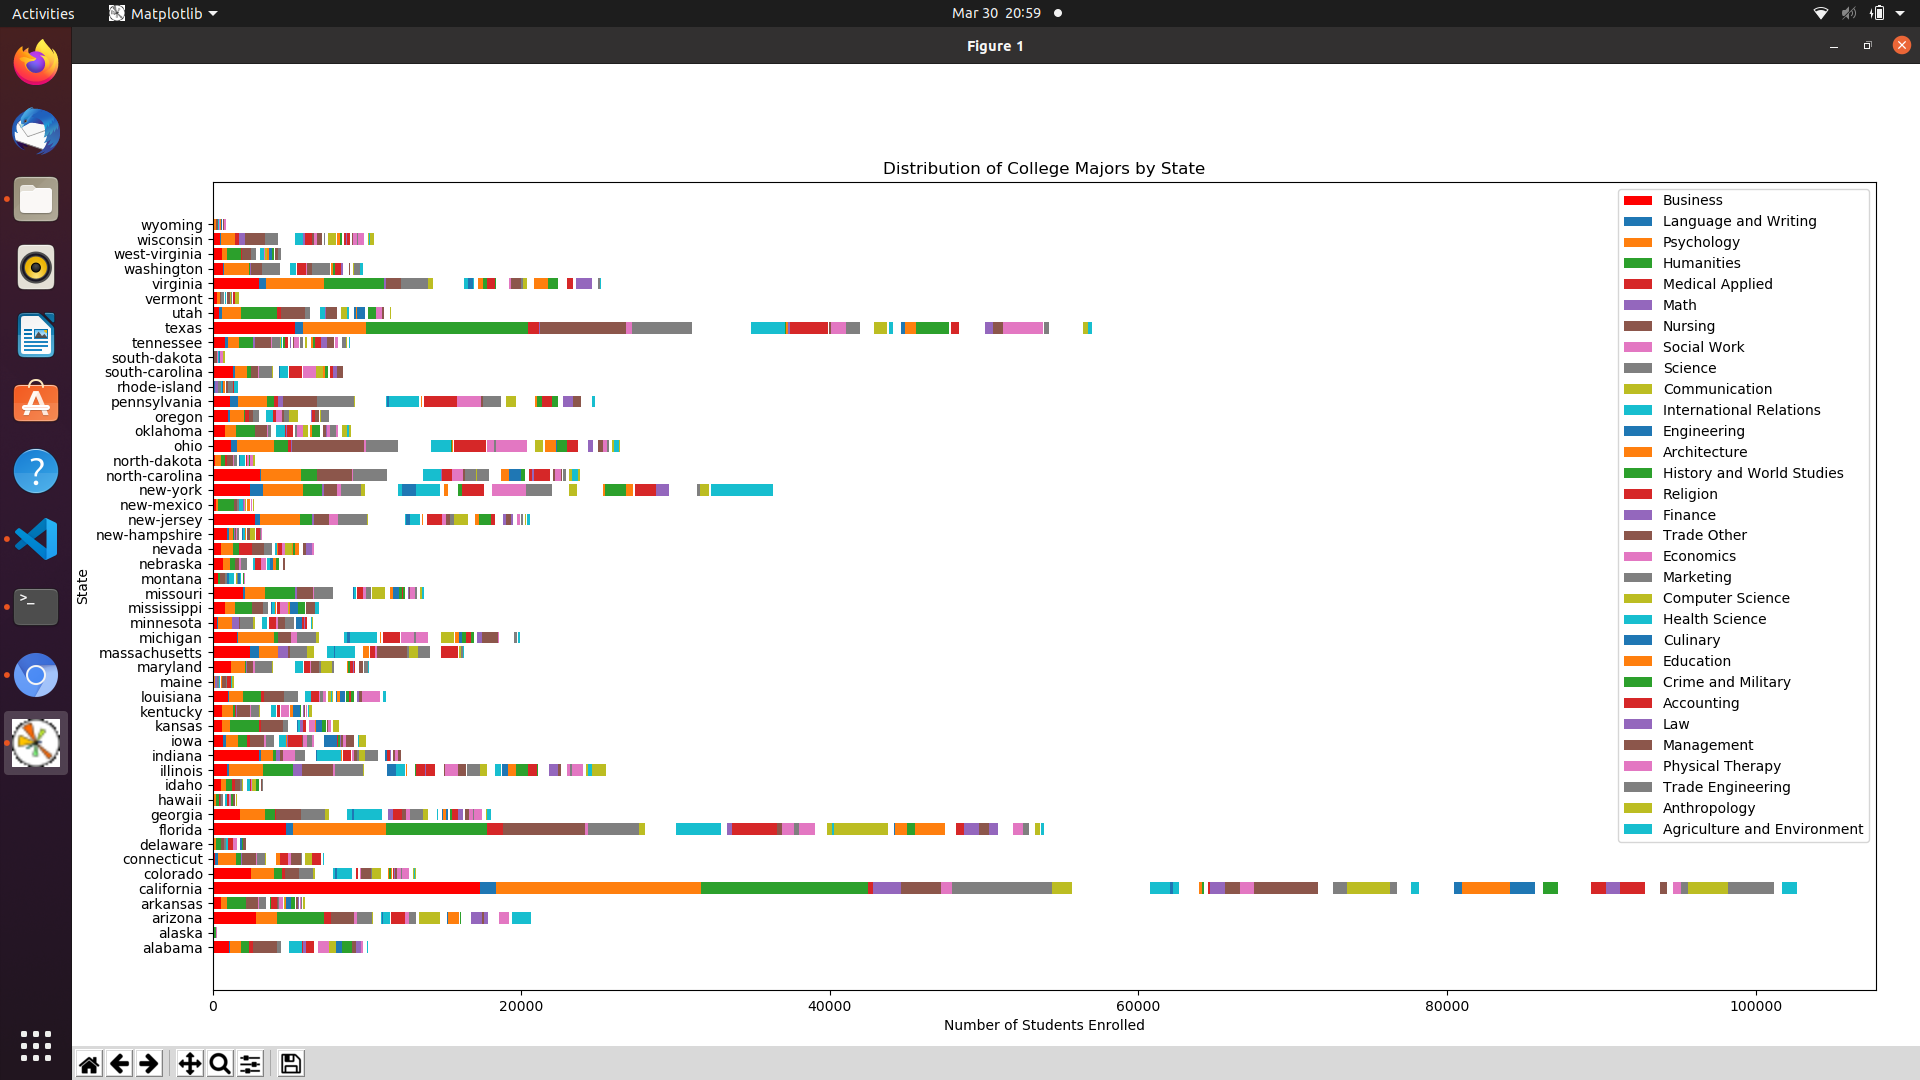 Activities
Matplotlib
Mar 30 20:59
Figure 1
Distribution of College Majors by State
wyoming
wisconsin
west-virginia
washington
virginia
vermont
utah
texas
tennessee
south-dakota
south-carolina
rhode-island
pennsylvania
oregon
oklahoma
ohio
north-dakota
north-carolina
new-york
new-mexico
new-jersey
new-hampshire
nevada
nebraska
montana
missouri
mississippi
minnesota
michigan
massachusetts
maryland
maine
louisiana
kentucky
kansas
iowa
indiana
illinois
idaho
hawaii
georgia
florida
delaware
connecticut
colorado
california
arkansas
arizona
alaska
alabama
State
0
20000
40000
60000
80000
100000
Number of Students Enrolled
Business
Language and Writing
Psychology
Humanities
Medical Applied
Math
Nursing
Social Work
Science
Communication
International Relations
Engineering
Architecture
History and World Studies
Religion
Finance
Trade Other
Economics
Marketing
Computer Science
Health Science
Culinary
Education
Crime and Military
Accounting
Law
Management
Physical Therapy
Trade Engineering
Anthropology
Agriculture and Environment